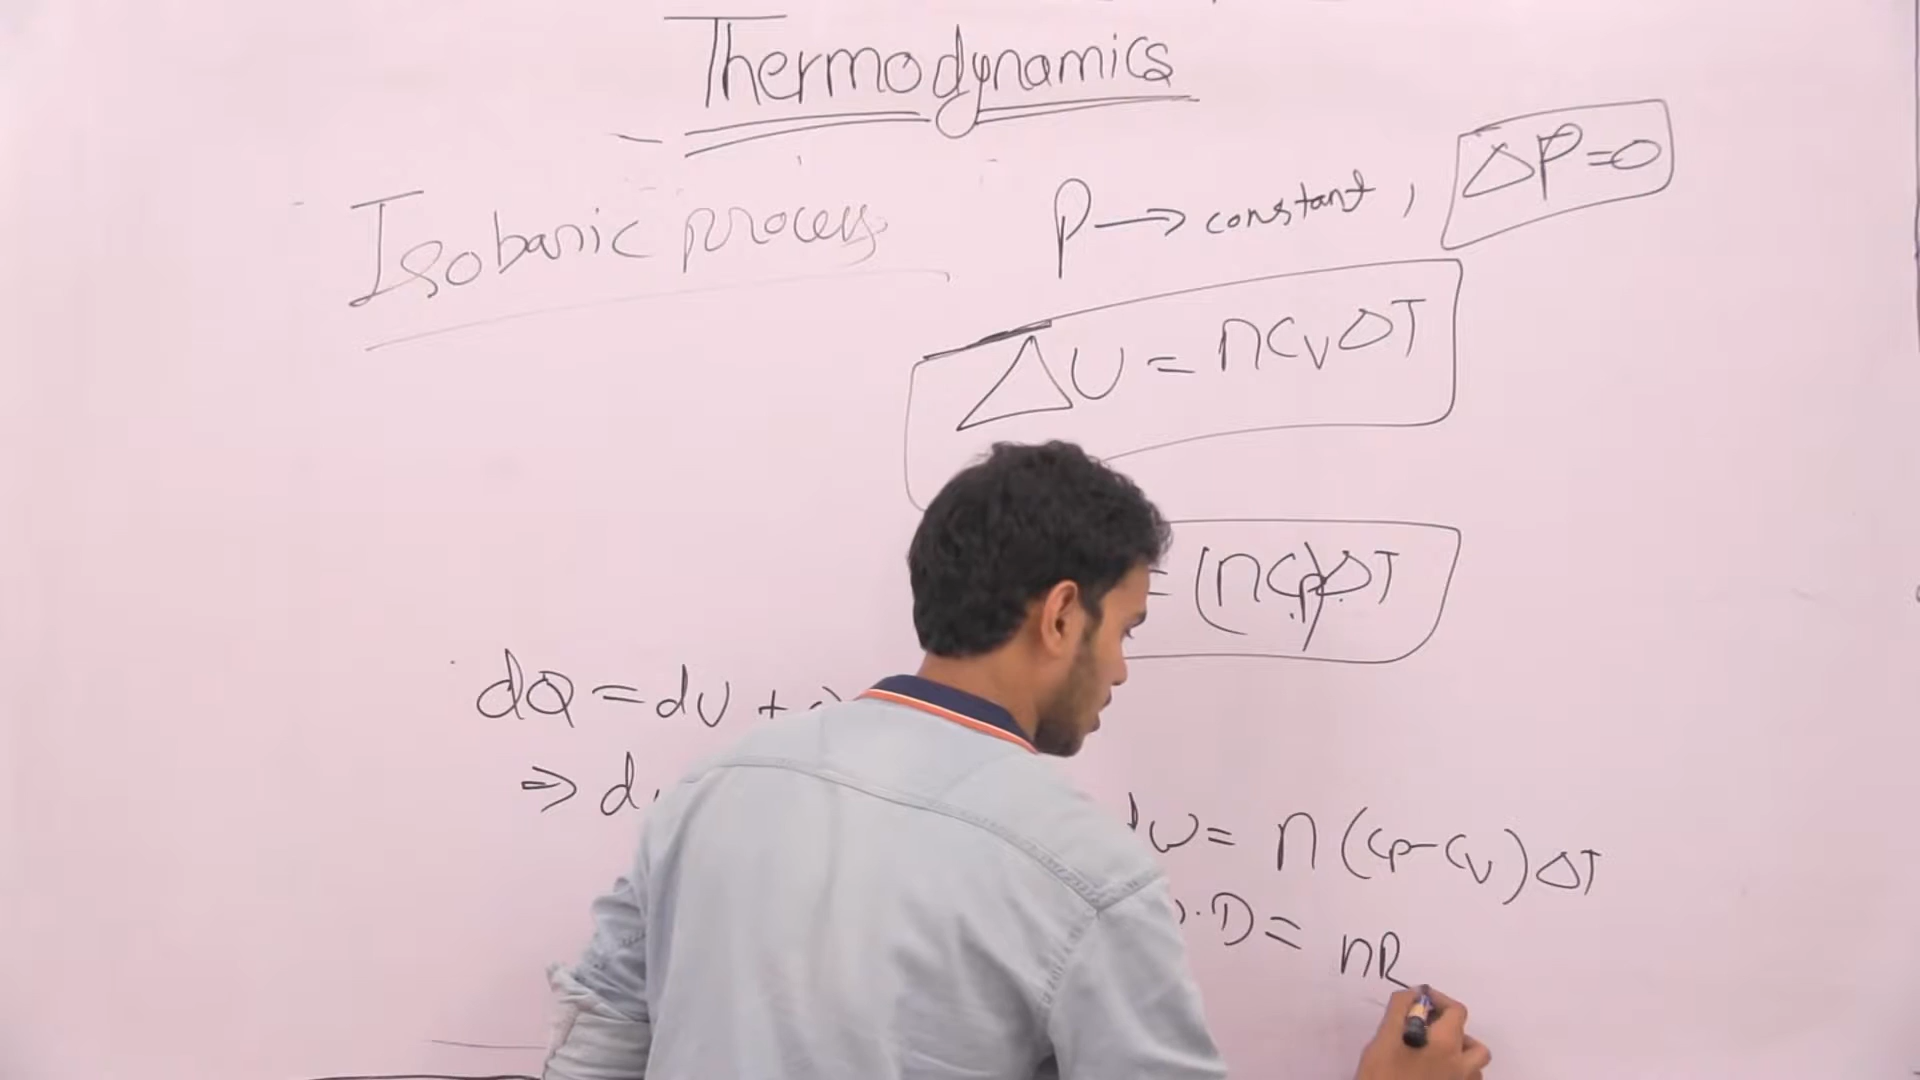 Thermodynamics
Isobaric process P → constant, ΔP=0
ΔU = nCvΔT
= (nCp)ΔT
dQ = dU +
⇒ d
dW = n(Cp-Cv)ΔT
.D = nR